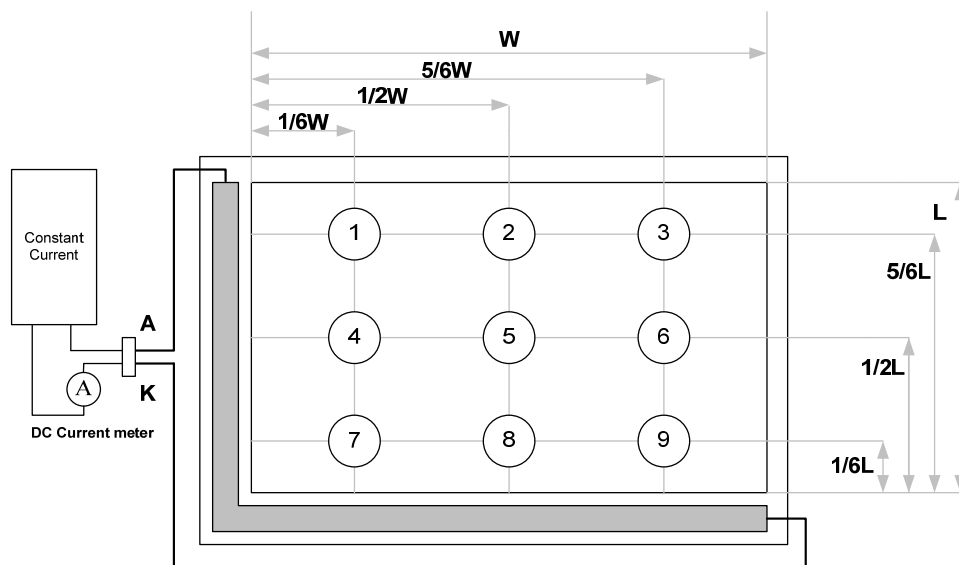 W
5/6W
1/2W
1/6W
L
Constant
Current
1
2
3
5/6L
A
4
5
6
1/2L
A
K
DC Current meter
7
8
9
1/6L